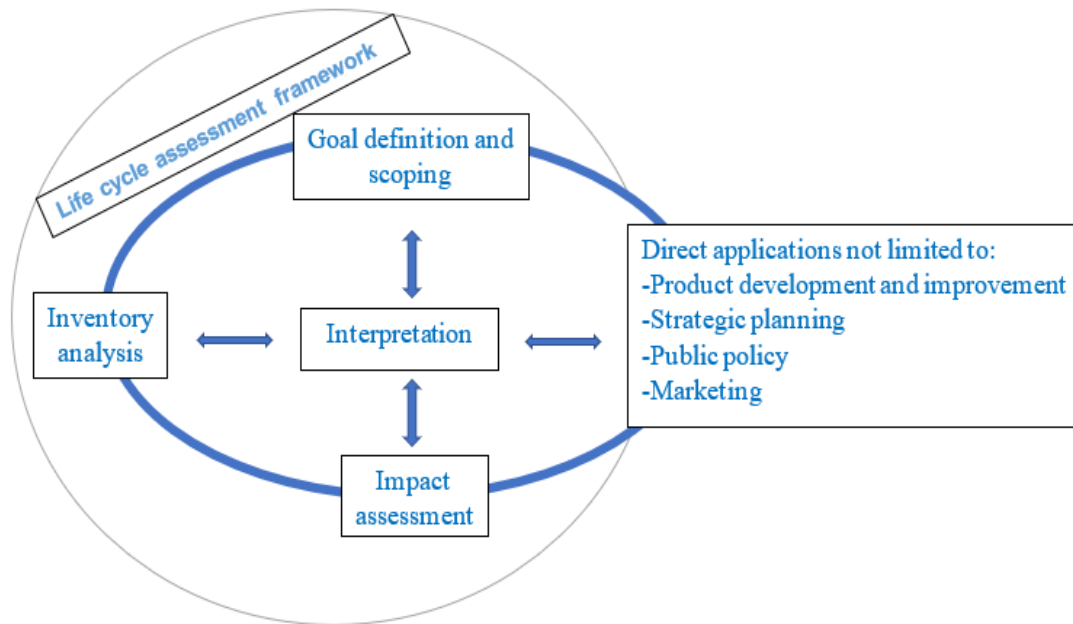 Life cycle assessment framework
Goal definition and
scoping
Inventory
analysis
Interpretation
Direct applications not limited to:
-Product development and improvement
-Strategic planning
-Public policy
-Marketing
Impact
assessment